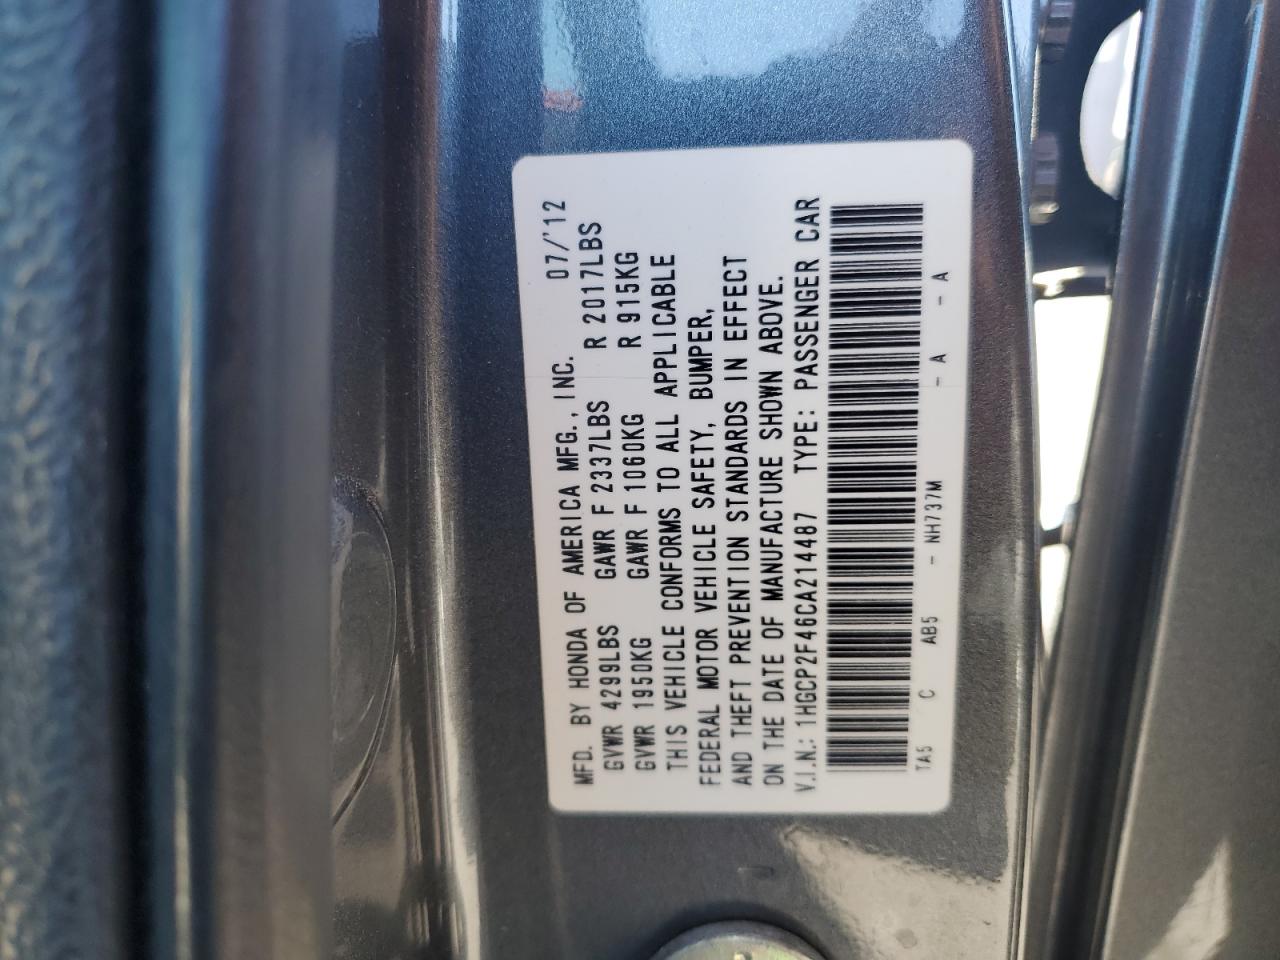 MFD. BY HONDA OF AMERICA MFG., INC. 07/'12
GVWR 4299LBS GAWR F 2337LBS R 2017LBS
GVWR 1950KG GAWR F 1060KG R 915KG
THIS VEHICLE CONFORMS TO ALL APPLICABLE
FEDERAL MOTOR VEHICLE SAFETY, BUMPER,
AND THEFT PREVENTION STANDARDS IN EFFECT
ON THE DATE OF MANUFACTURE SHOWN ABOVE.
V.I.N.: 1HGCP2F46CA214487 TYPE: PASSENGER CAR
TA5 C AB5 - NH737M - A - A